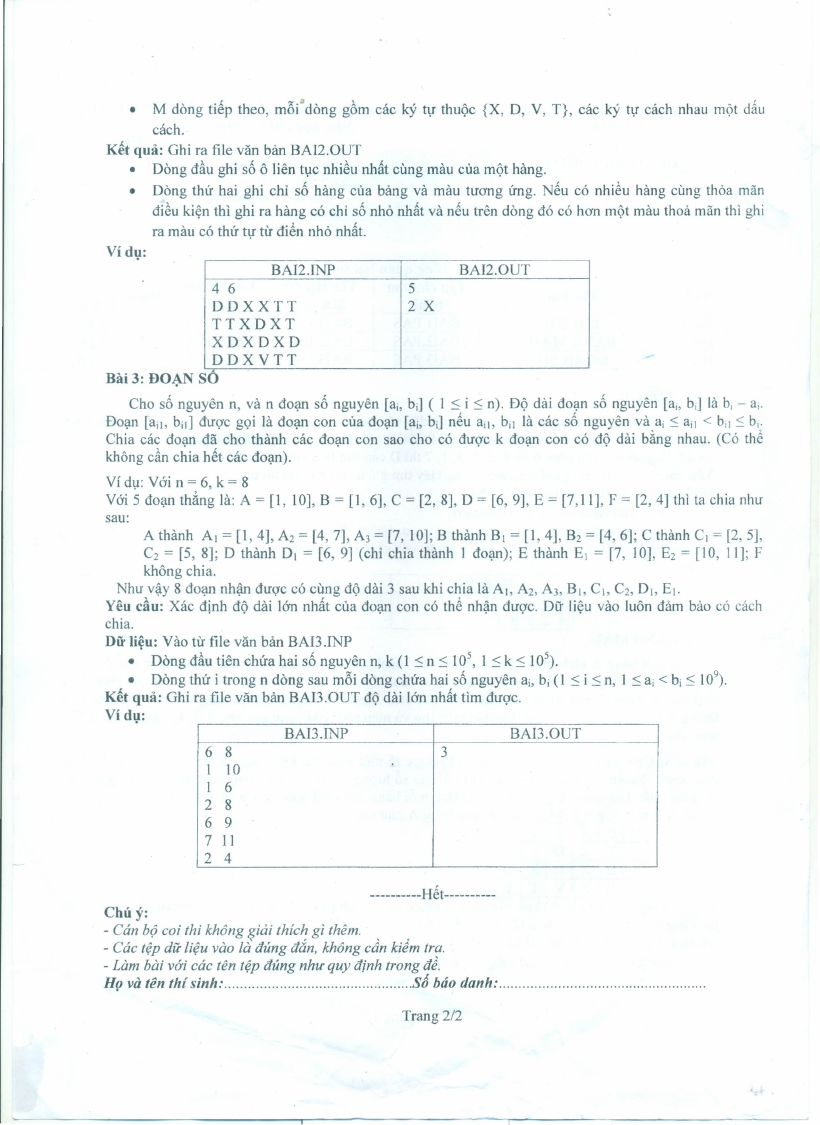 • M dòng tiếp theo, mỗi dòng gồm các ký tự thuộc {X, D, V, T}, các ký tự cách nhau một dấu
cách.
Kết quả: Ghi ra file văn bản BAI2.OUT
• Dòng đầu ghi số ô liên tục nhiều nhất cùng màu của một hàng.
• Dòng thứ hai ghi chỉ số hàng của bảng và màu tương ứng. Nếu có nhiều hàng cùng thỏa mãn
điều kiện thì ghi ra hàng có chỉ số nhỏ nhất và nếu trên dòng đó có hơn một màu thoả mãn thì ghi
ra màu có thứ tự từ điển nhỏ nhất.
Ví dụ:
BAI2.INP BAI2.OUT
4 6 5
D D X X T T 2 X
T T X D X T
X D X D X D
D D X V T T
Bài 3: ĐOẠN SỐ
Cho số nguyên n, và n đoạn số nguyên [ai, bi] ( 1 ≤ i ≤ n). Độ dài đoạn số nguyên [ai, bi] là bi – ai.
Đoạn [ai1, bi1] được gọi là đoạn con của đoạn [ai, bi] nếu ai1, bi1 là các số nguyên và ai ≤ ai1 < bi1 ≤ bi.
Chia các đoạn đã cho thành các đoạn con sao cho có được k đoạn con có độ dài bằng nhau. (Có thể
không cần chia hết các đoạn).
Ví dụ: Với n = 6, k = 8
Với 5 đoạn thẳng là: A = [1, 10], B = [1, 6], C = [2, 8], D = [6, 9], E = [7,11], F = [2, 4] thì ta chia như
sau:
A thành A1 = [1, 4], A2 = [4, 7], A3 = [7, 10]; B thành B1 = [1, 4], B2 = [4, 6]; C thành C1 = [2, 5],
C2 = [5, 8]; D thành D1 = [6, 9] (chỉ chia thành 1 đoạn); E thành E1 = [7, 10], E2 = [10, 11]; F
không chia.
Như vậy 8 đoạn nhận được có cùng độ dài 3 sau khi chia là A1, A2, A3, B1, C1, C2, D1, E1.
Yêu cầu: Xác định độ dài lớn nhất của đoạn con có thể nhận được. Dữ liệu vào luôn đảm bảo có cách
chia.
Dữ liệu: Vào từ file văn bản BAI3.INP
• Dòng đầu tiên chứa hai số nguyên n, k (1 ≤ n ≤ 10⁵, 1 ≤ k ≤ 10⁵).
• Dòng thứ i trong n dòng sau mỗi dòng chứa hai số nguyên ai, bi (1 ≤ i ≤ n, 1 ≤ ai < bi ≤ 10⁹).
Kết quả: Ghi ra file văn bản BAI3.OUT độ dài lớn nhất tìm được.
Ví dụ:
BAI3.INP BAI3.OUT
6 8 3
1 10
1 6
2 8
6 9
7 11
2 4
----------Hết----------
Chú ý:
- Cán bộ coi thi không giải thích gì thêm.
- Các tệp dữ liệu vào là đúng đắn, không cần kiểm tra.
- Làm bài với các tên tệp đúng như quy định trong đề.
Họ và tên thí sinh:................................................Số báo danh:.....................................................
Trang 2/2